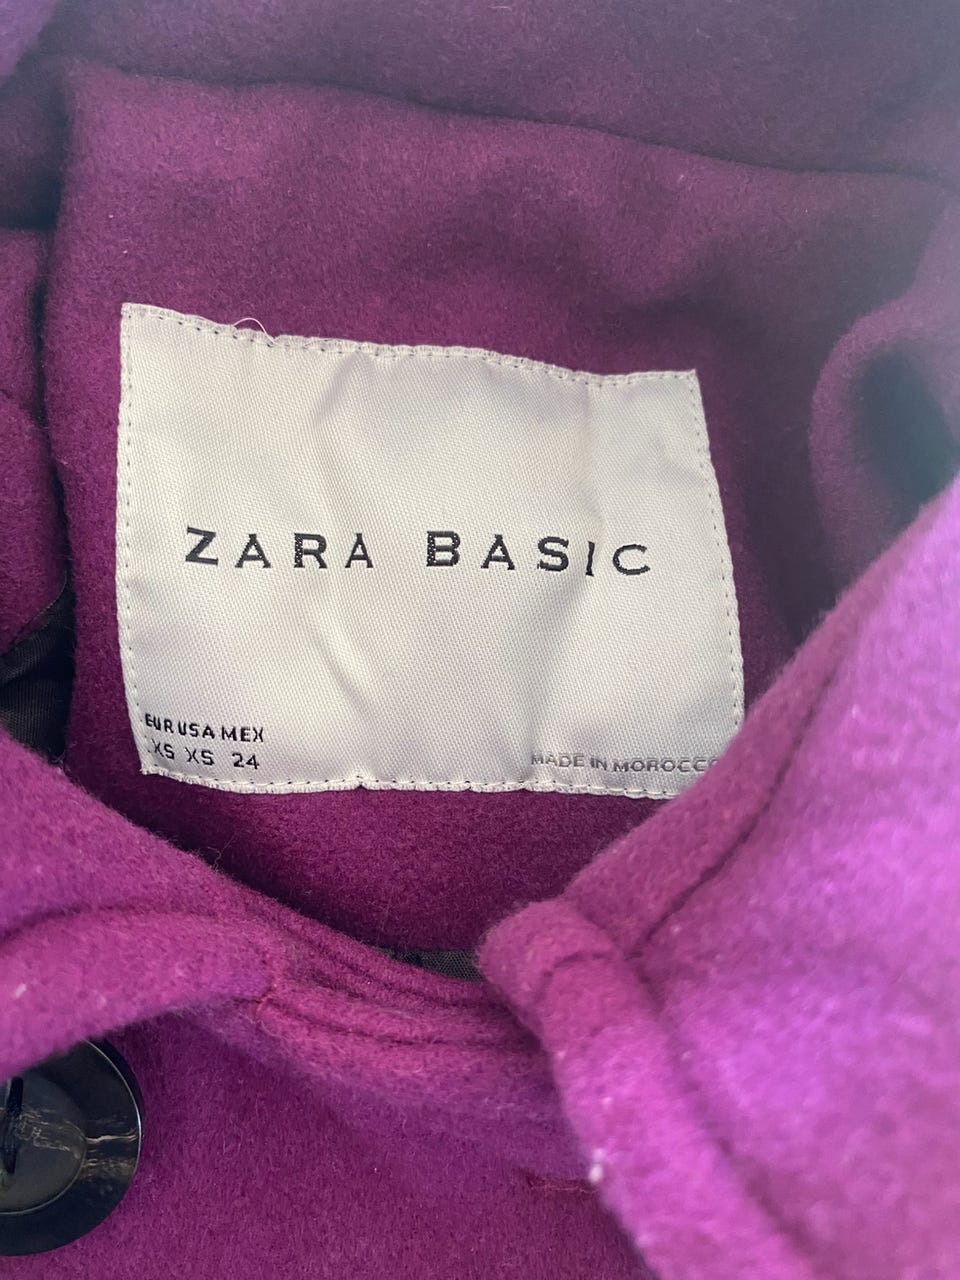 ZARA BASIC
EUR USA MEX
XS XS 24
MADE IN MOROCCO